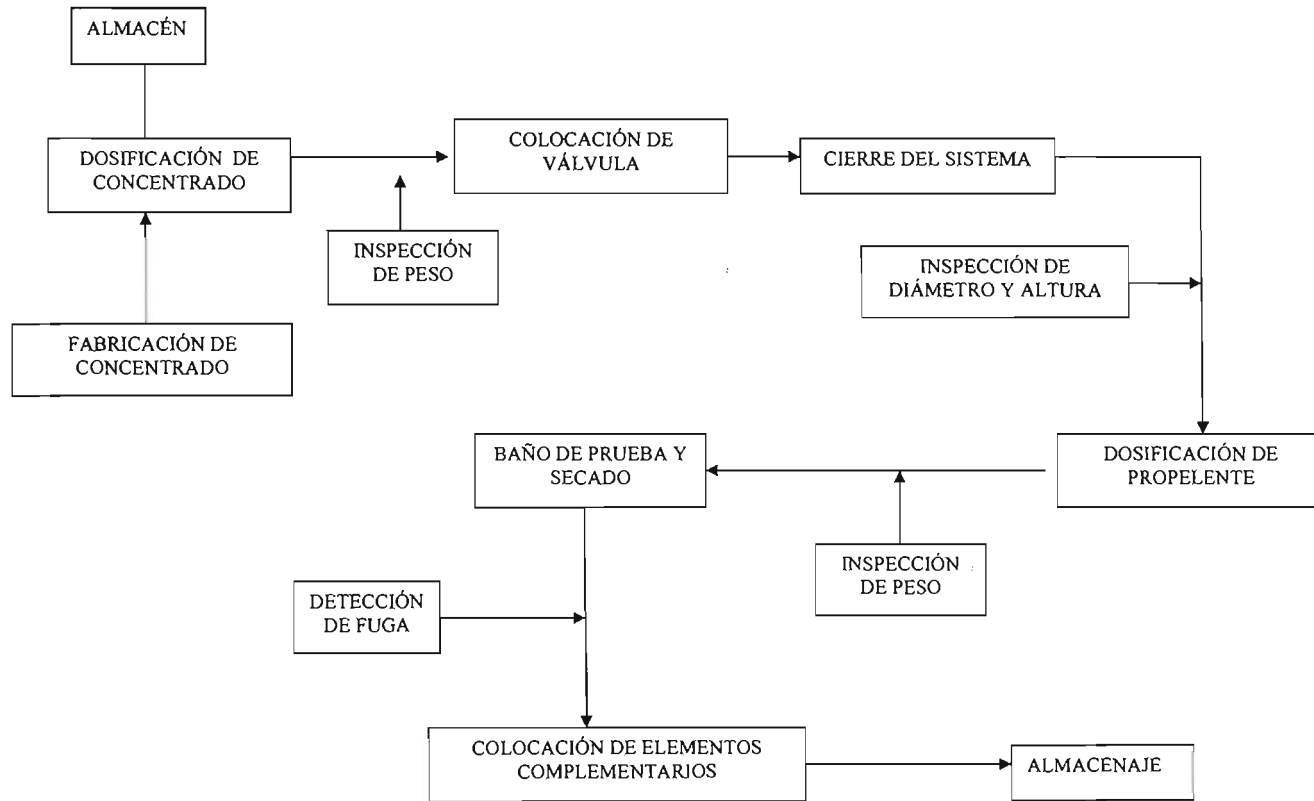 ALMACÉN
DOSIFICACIÓN DE
CONCENTRADO
COLOCACIÓN DE
VÁLVULA
CIERRE DEL SISTEMA
INSPECCIÓN
DE PESO
INSPECCIÓN DE
DIÁMETRO Y ALTURA
FABRICACIÓN DE
CONCENTRADO
BAÑO DE PRUEBA Y
SECADO
DOSIFICACIÓN DE
PROPELENTE
INSPECCIÓN
DE PESO
DETECCIÓN
DE FUGA
COLOCACIÓN DE ELEMENTOS
COMPLEMENTARIOS
ALMACENAJE